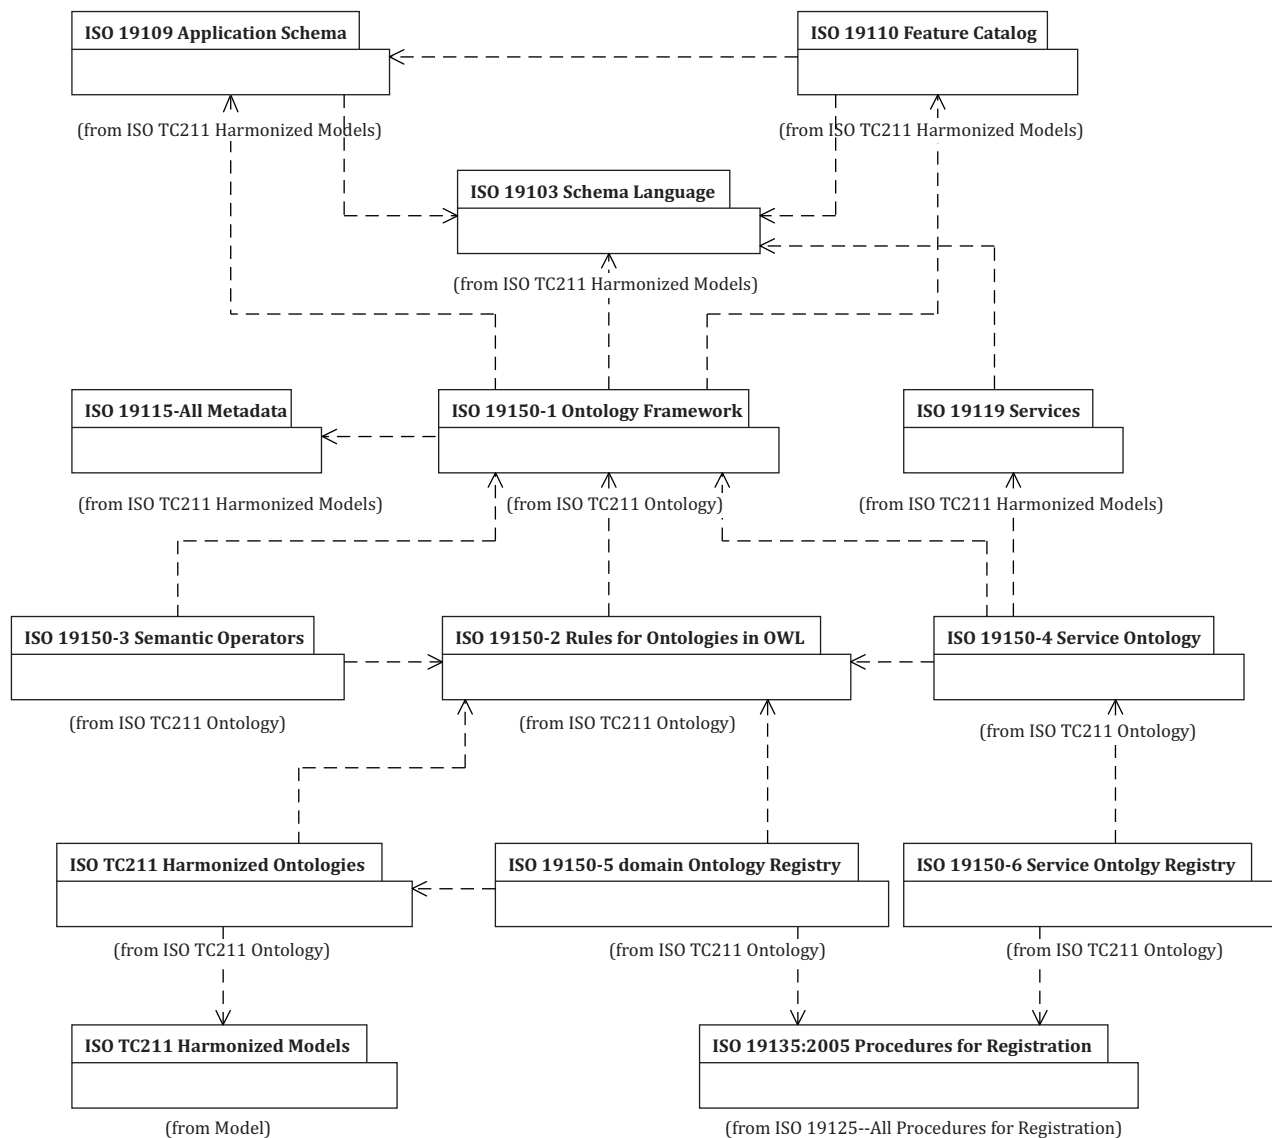 ISO 19109 Application Schema
ISO 19110 Feature Catalog
(from ISO TC211 Harmonized Models)
(from ISO TC211 Harmonized Models)
ISO 19103 Schema Language
(from ISO TC211 Harmonized Models)
ISO 19115-All Metadata
ISO 19150-1 Ontology Framework
ISO 19119 Services
(from ISO TC211 Harmonized Models)
(from ISO TC211 Ontology)
(from ISO TC211 Harmonized Models)
ISO 19150-3 Semantic Operators
ISO 19150-2 Rules for Ontologies in OWL
ISO 19150-4 Service Ontology
(from ISO TC211 Ontology)
(from ISO TC211 Ontology)
(from ISO TC211 Ontology)
ISO TC211 Harmonized Ontologies
ISO 19150-5 domain Ontology Registry
ISO 19150-6 Service Ontolgy Registry
(from ISO TC211 Ontology)
(from ISO TC211 Ontology)
(from ISO TC211 Ontology)
ISO TC211 Harmonized Models
ISO 19135:2005 Procedures for Registration
(from Model)
(from ISO 19125--All Procedures for Registration)